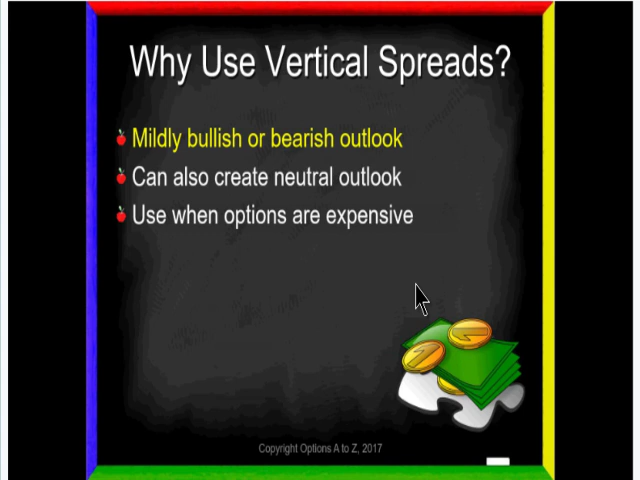 Why Use Vertical Spreads?
Mildly bullish or bearish outlook
Can also create neutral outlook
Use when options are expensive
Copyright Options A to Z, 2017